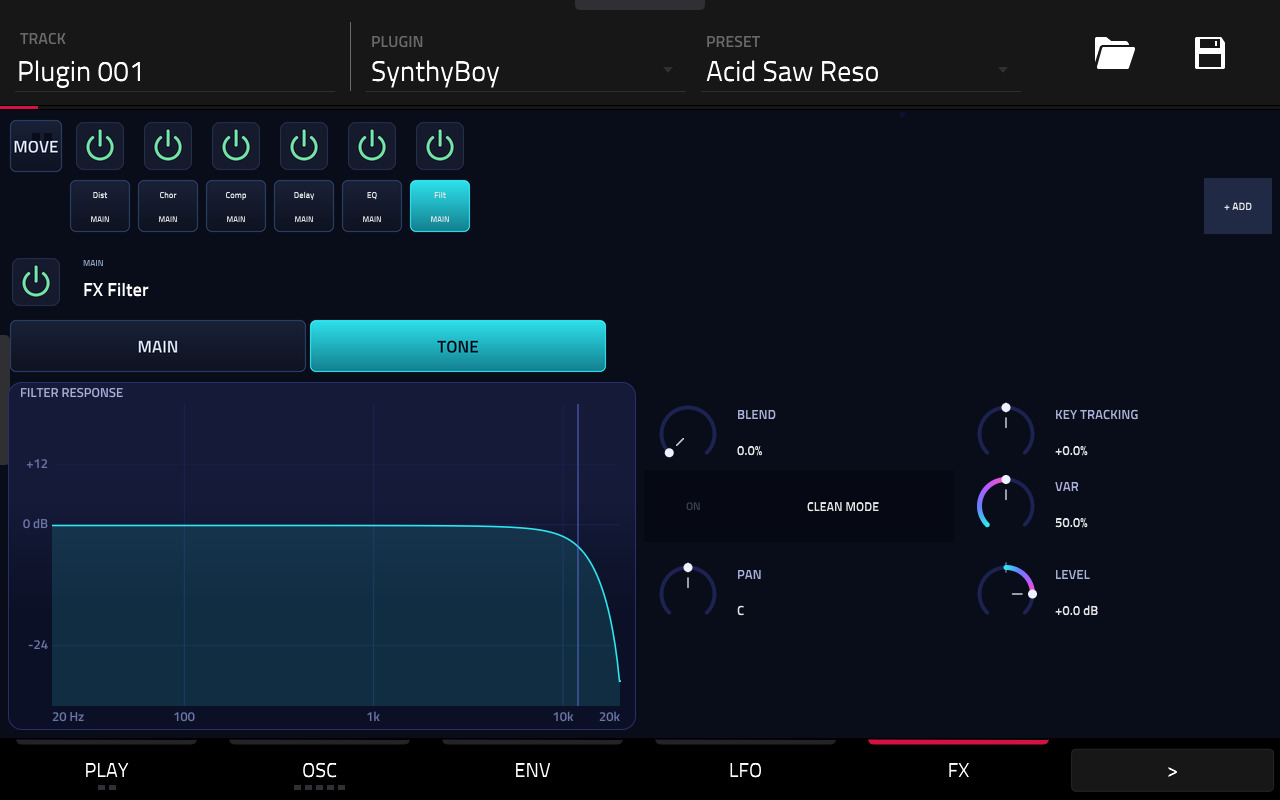 TRACK
Plugin 001
PLUGIN
SynthyBoy
PRESET
Acid Saw Reso
MOVE
Dist
MAIN
Chor
MAIN
Comp
MAIN
Delay
MAIN
EQ
MAIN
Filt
MAIN
+ ADD
MAIN
FX Filter
MAIN
TONE
FILTER RESPONSE
+12
0 dB
-24
20 Hz
100
1k
10k
20k
BLEND
0.0%
KEY TRACKING
+0.0%
ON
CLEAN MODE
VAR
50.0%
PAN
C
LEVEL
+0.0 dB
PLAY
OSC
ENV
LFO
FX
>